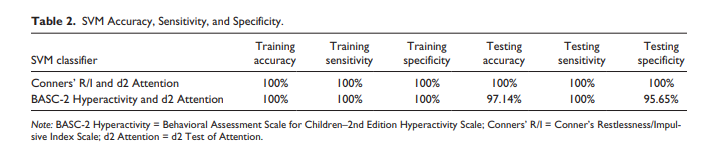 Table 2. SVM Accuracy, Sensitivity, and Specificity.
SVM classifier Training accuracy Training sensitivity Training specificity Testing accuracy Testing sensitivity Testing specificity
Conners' R/I and d2 Attention 100% 100% 100% 100% 100% 100%
BASC-2 Hyperactivity and d2 Attention 100% 100% 100% 97.14% 100% 95.65%
Note: BASC-2 Hyperactivity = Behavioral Assessment Scale for Children–2nd Edition Hyperactivity Scale; Conners' R/I = Conner's Restlessness/Impul-
sive Index Scale; d2 Attention = d2 Test of Attention.